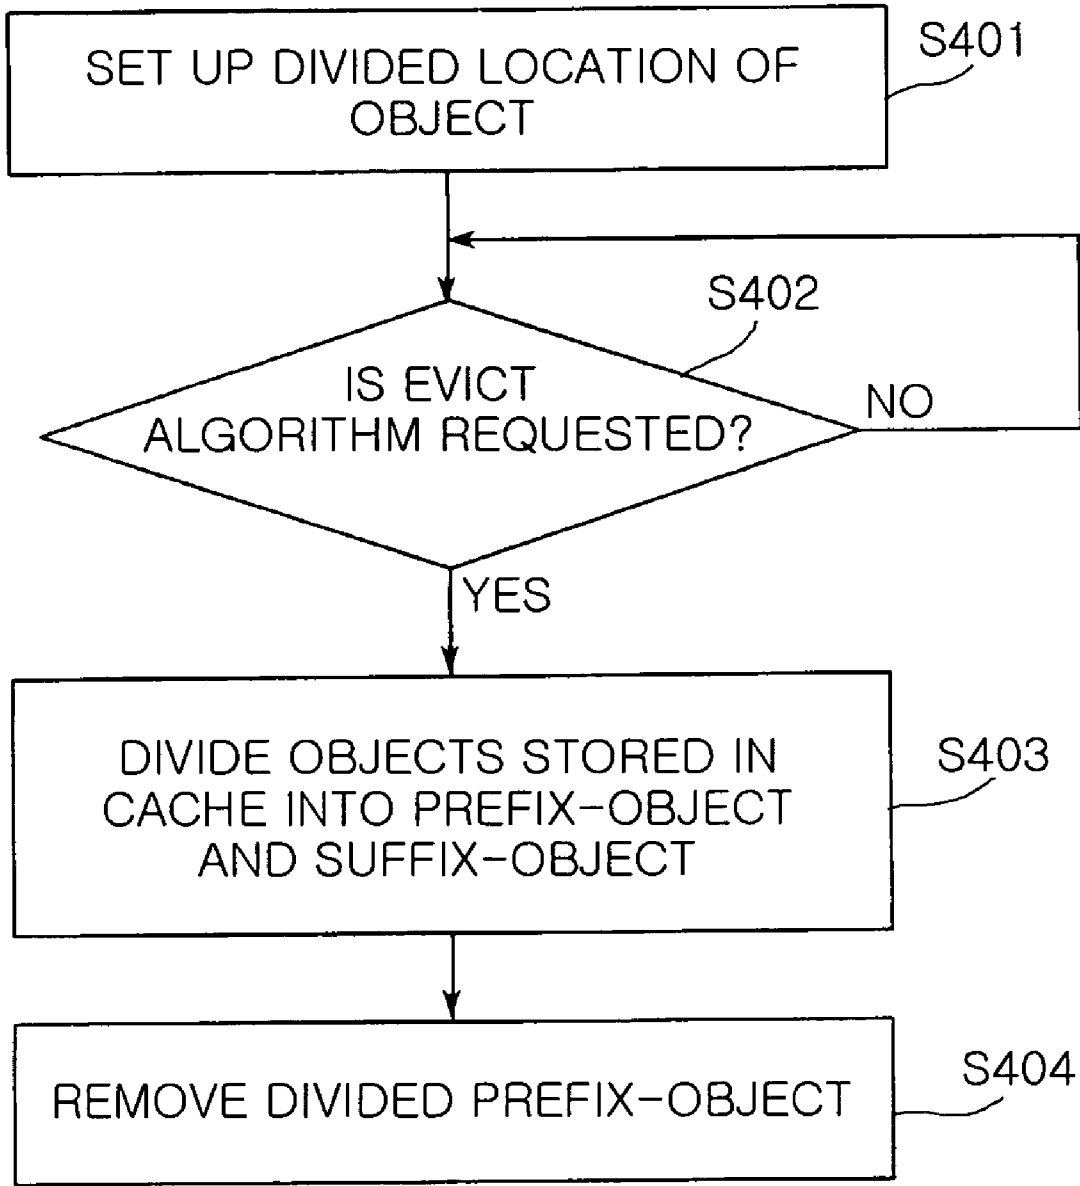 SET UP DIVIDED LOCATION OF
OBJECT
S401
S402
IS EVICT
ALGORITHM REQUESTED?
NO
YES
DIVIDE OBJECTS STORED IN
CACHE INTO PREFIX-OBJECT
AND SUFFIX-OBJECT
S403
REMOVE DIVIDED PREFIX-OBJECT
S404